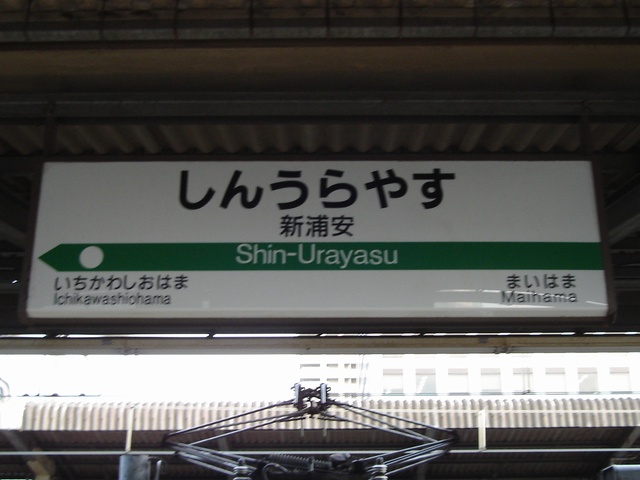 しんうらやす
新浦安
Shin-Urayasu
いちかわしおはま
Ichikawashiohama
まいはま
Maihama